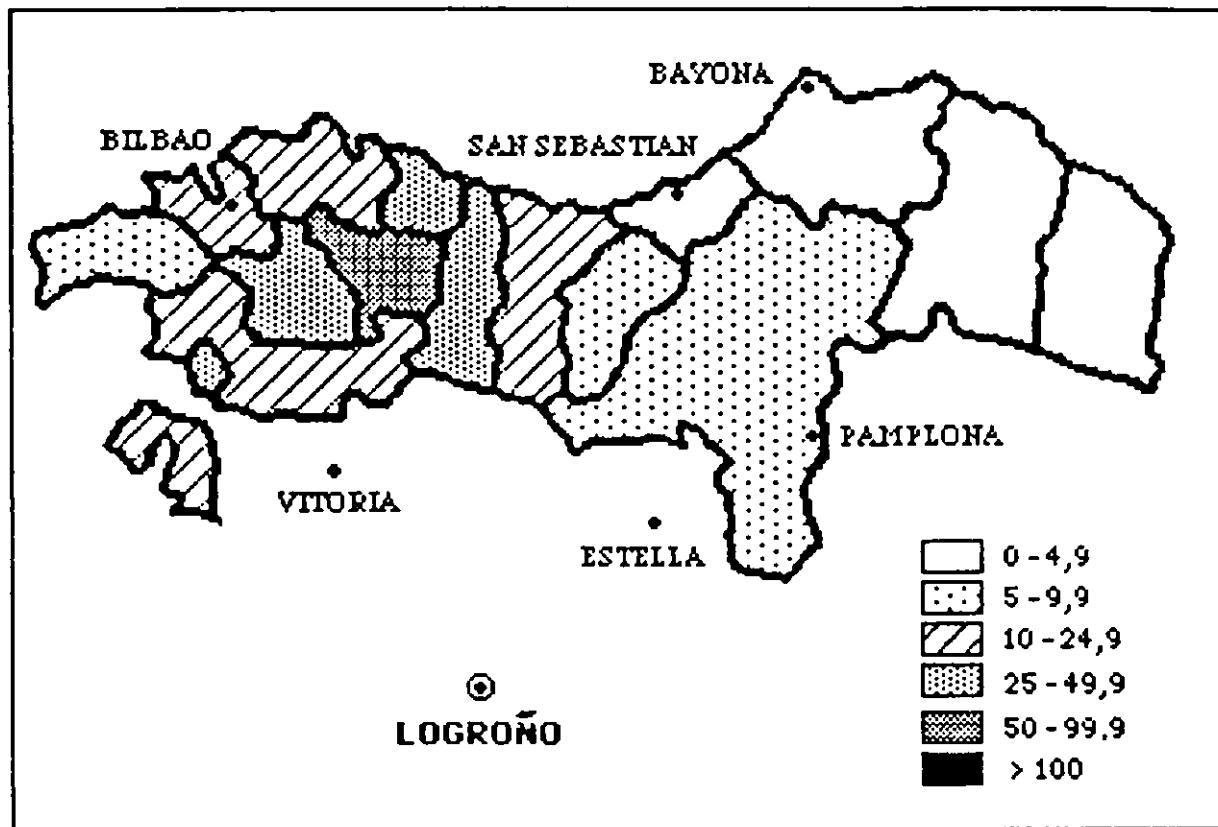 BAYONA
BILBAO
SAN SEBASTIAN
PAMPLONA
VITORIA
ESTELLA
LOGROÑO
0 - 4,9
5 - 9,9
10 - 24,9
25 - 49,9
50 - 99,9
> 100